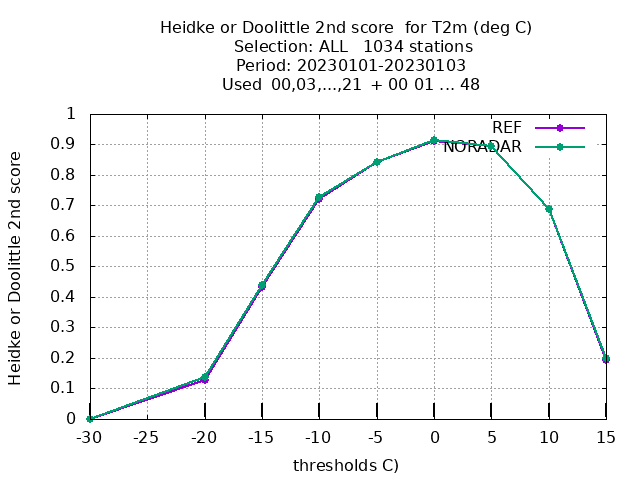 Heidke or Doolittle 2nd score  for T2m (deg C)
Selection: ALL   1034 stations
Period: 20230101-20230103
Used  00,03,...,21  + 00 01 ... 48
Heidke or Doolittle 2nd score
1
0.9
0.8
0.7
0.6
0.5
0.4
0.3
0.2
0.1
0
REF
NORADAR
-30 -25 -20 -15 -10 -5 0 5 10 15
thresholds C)